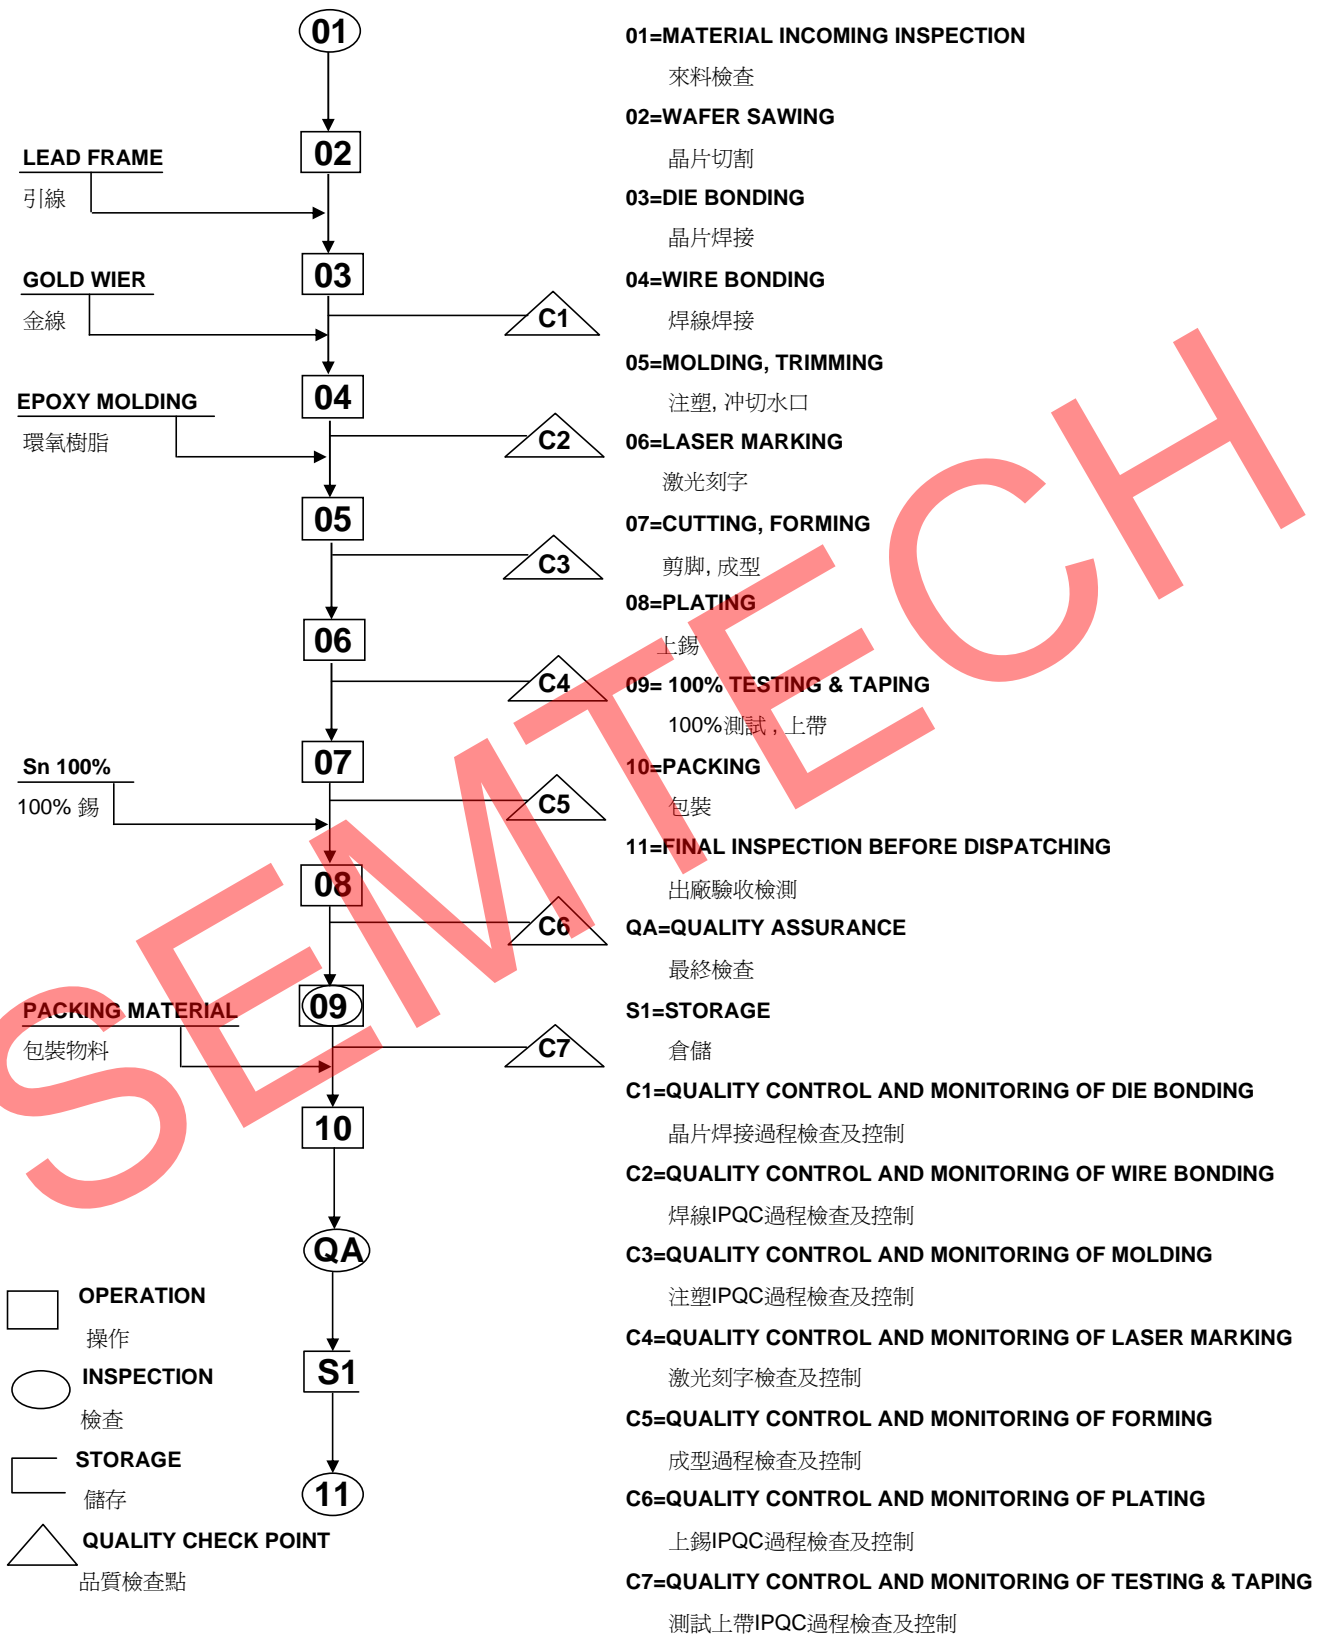 01
02
LEAD FRAME
引線
03
GOLD WIER
金線
C1
04
EPOXY MOLDING
環氧樹脂
C2
05
C3
06
C4
07
Sn 100%
100% 錫
C5
08
C6
09
PACKING MATERIAL
包裝物料
C7
10
QA
S1
11
OPERATION
操作
INSPECTION
檢查
STORAGE
儲存
QUALITY CHECK POINT
品質檢查點
01=MATERIAL INCOMING INSPECTION
來料檢查
02=WAFER SAWING
晶片切割
03=DIE BONDING
晶片焊接
04=WIRE BONDING
焊線焊接
05=MOLDING, TRIMMING
注塑, 冲切水口
06=LASER MARKING
激光刻字
07=CUTTING, FORMING
剪脚, 成型
08=PLATING
上錫
09= 100% TESTING & TAPING
100%測試 , 上帶
10=PACKING
包裝
11=FINAL INSPECTION BEFORE DISPATCHING
出廠驗收檢測
QA=QUALITY ASSURANCE
最終檢查
S1=STORAGE
倉儲
C1=QUALITY CONTROL AND MONITORING OF DIE BONDING
晶片焊接過程檢查及控制
C2=QUALITY CONTROL AND MONITORING OF WIRE BONDING
焊線IPQC過程檢查及控制
C3=QUALITY CONTROL AND MONITORING OF MOLDING
注塑IPQC過程檢查及控制
C4=QUALITY CONTROL AND MONITORING OF LASER MARKING
激光刻字檢查及控制
C5=QUALITY CONTROL AND MONITORING OF FORMING
成型過程檢查及控制
C6=QUALITY CONTROL AND MONITORING OF PLATING
上錫IPQC過程檢查及控制
C7=QUALITY CONTROL AND MONITORING OF TESTING & TAPING
測試上帶IPQC過程檢查及控制
SEMTECH